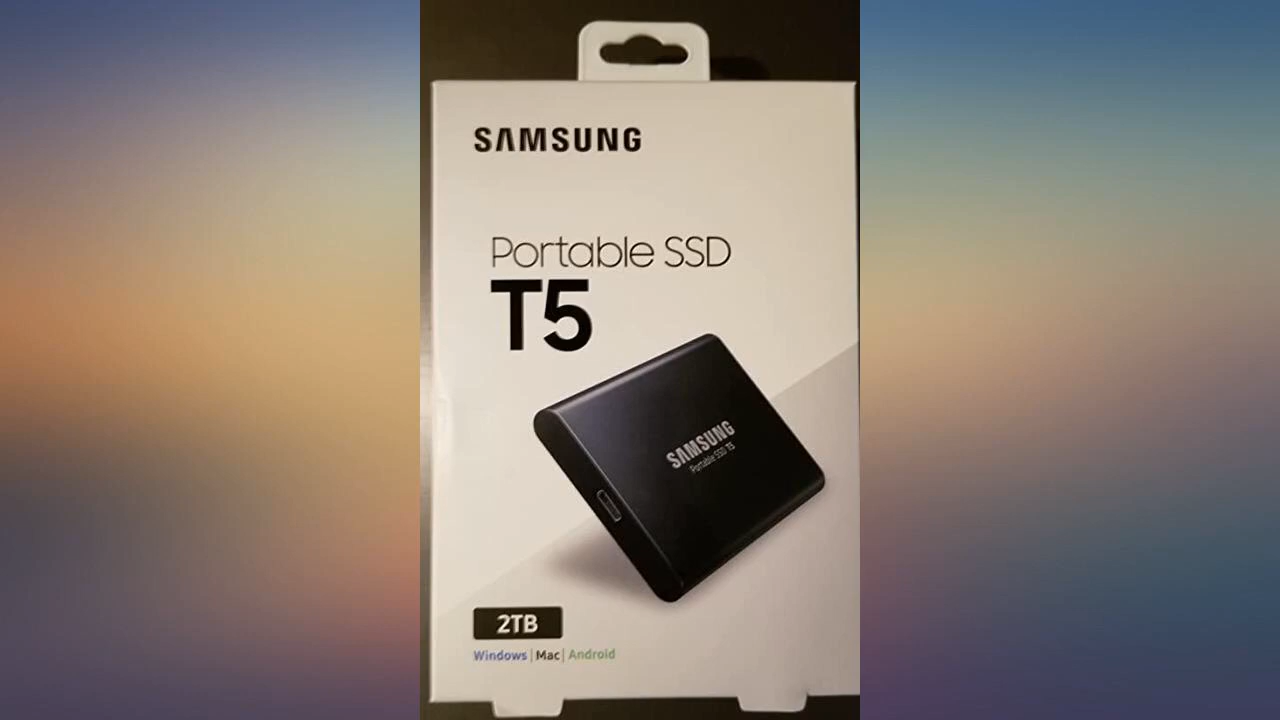 SAMSUNG
Portable SSD
T5
SAMSUNG
Portable SSD T5
2TB
Windows | Mac | Android